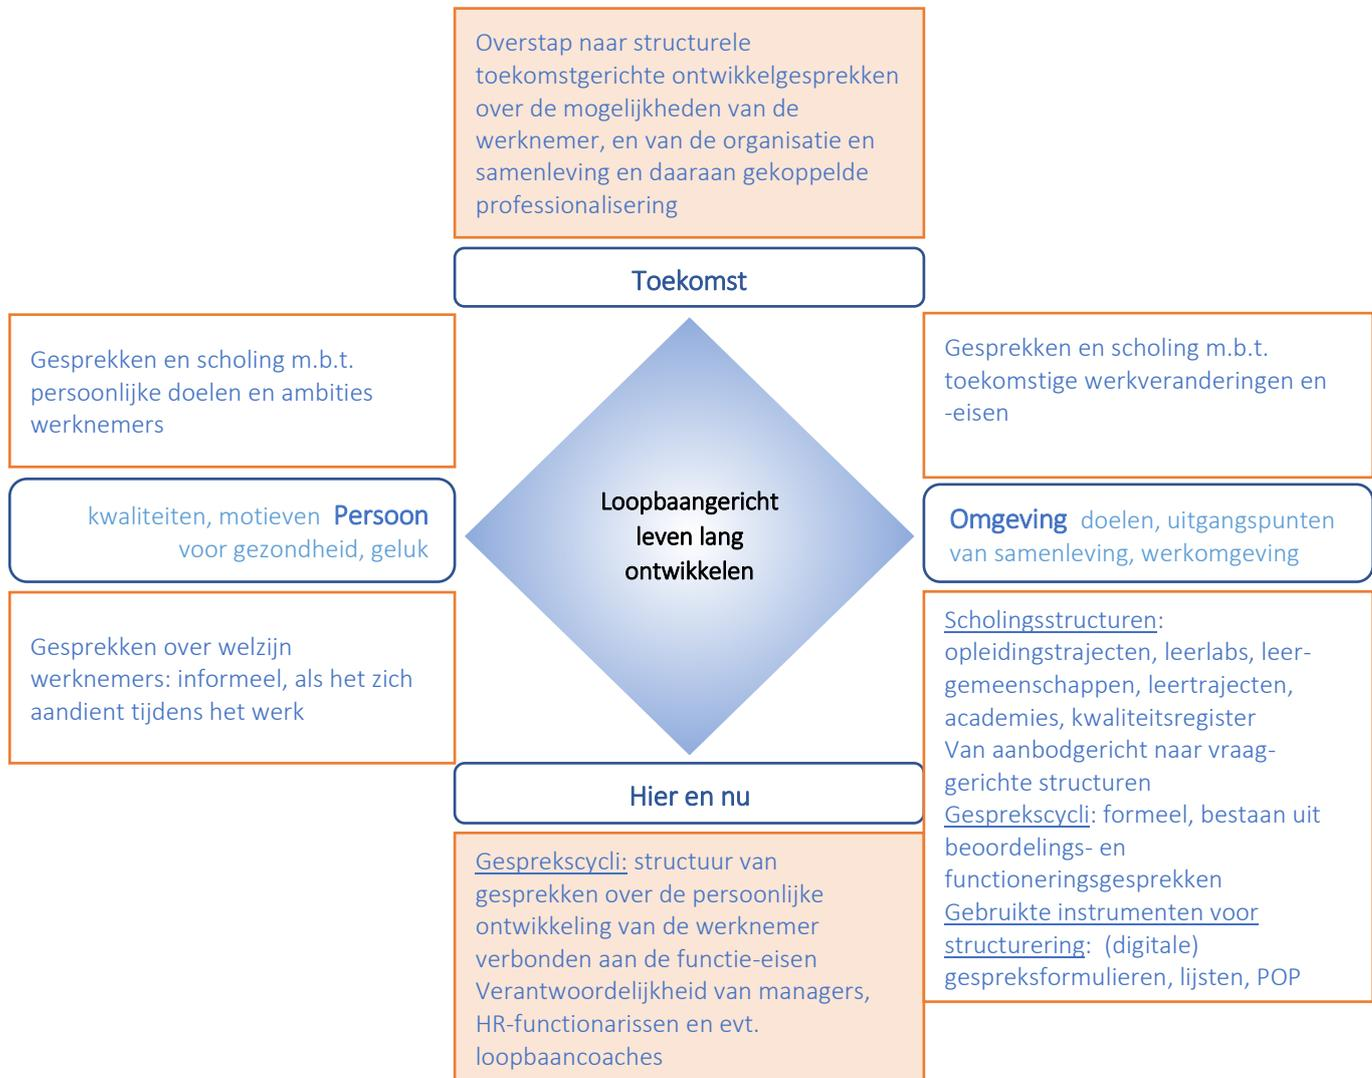 Overstap naar structurele
toekomstgerichte ontwikkelgesprekken
over de mogelijkheden van de
werknemer, en van de organisatie en
samenleving en daaraan gekoppelde
professionalisering
Toekomst
Gesprekken en scholing m.b.t.
persoonlijke doelen en ambities
werknemers
Gesprekken en scholing m.b.t.
toekomstige werkveranderingen en
-eisen
kwaliteiten, motieven Persoon
voor gezondheid, geluk
Loopbaangericht
leven lang
ontwikkelen
Omgeving doelen, uitgangspunten
van samenleving, werkomgeving
Gesprekken over welzijn
werknemers: informeel, als het zich
aandient tijdens het werk
Scholingsstructuren:
opleidingstrajecten, leerlabs, leer-
gemeenschappen, leertrajecten,
academies, kwaliteitsregister
Van aanbodgericht naar vraag-
gerichte structuren
Gesprekscycli: formeel, bestaan uit
beoordelings- en
functioneringsgesprekken
Gebruikte instrumenten voor
structurering: (digitale)
gespreksformulieren, lijsten, POP
Hier en nu
Gesprekscycli: structuur van
gesprekken over de persoonlijke
ontwikkeling van de werknemer
verbonden aan de functie-eisen
Verantwoordelijkheid van managers,
HR-functionarissen en evt.
loopbaancoaches